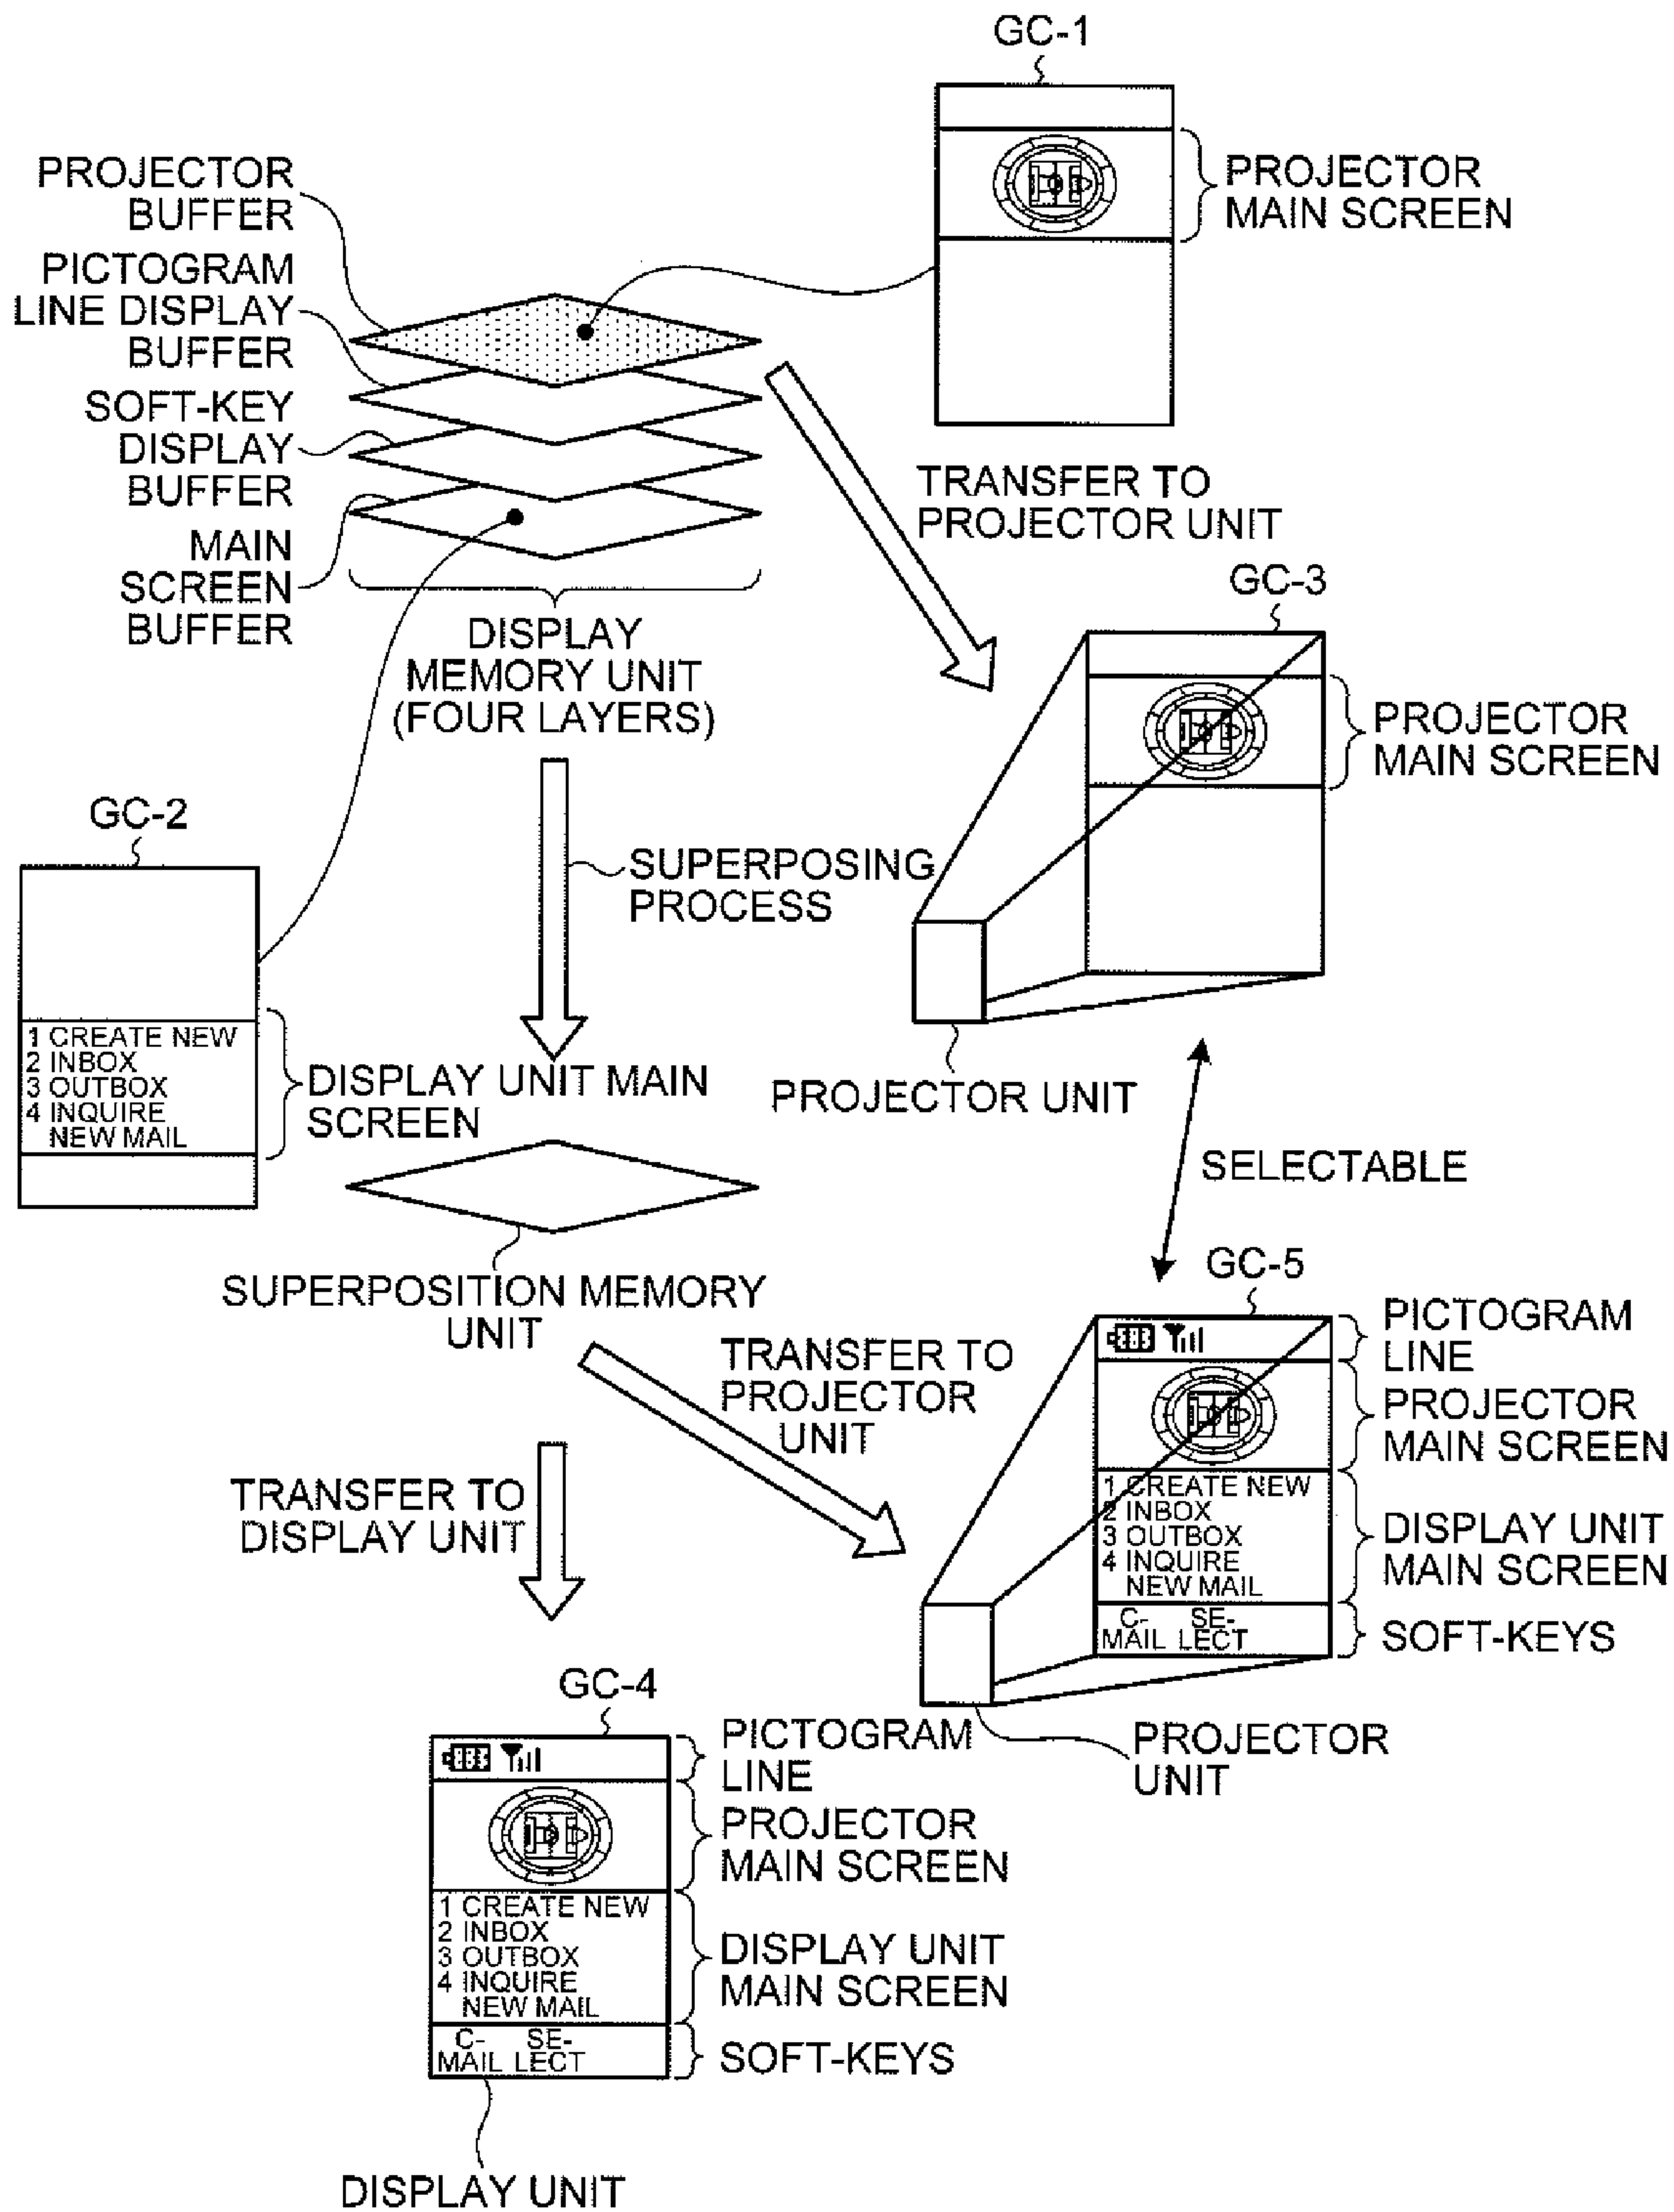 GC-1
PROJECTOR
MAIN SCREEN
PROJECTOR
BUFFER
PICTOGRAM
LINE DISPLAY
BUFFER
SOFT-KEY
DISPLAY
BUFFER
MAIN
SCREEN
BUFFER
DISPLAY
MEMORY UNIT
(FOUR LAYERS)
TRANSFER TO
PROJECTOR UNIT
GC-3
PROJECTOR
MAIN SCREEN
PROJECTOR UNIT
GC-2
1 CREATE NEW
2 INBOX
3 OUTBOX
4 INQUIRE
NEW MAIL
DISPLAY UNIT MAIN
SCREEN
SUPERPOSING
PROCESS
SUPERPOSITION MEMORY
UNIT
SELECTABLE
TRANSFER TO
PROJECTOR
UNIT
TRANSFER TO
DISPLAY UNIT
GC-5
PICTOGRAM
LINE
PROJECTOR
MAIN SCREEN
1 CREATE NEW
2 INBOX
3 OUTBOX
4 INQUIRE
NEW MAIL
DISPLAY UNIT
MAIN SCREEN
C- SE-
MAIL LECT
SOFT-KEYS
PROJECTOR
UNIT
GC-4
PICTOGRAM
LINE
PROJECTOR
MAIN SCREEN
1 CREATE NEW
2 INBOX
3 OUTBOX
4 INQUIRE
NEW MAIL
DISPLAY UNIT
MAIN SCREEN
C- SE-
MAIL LECT
SOFT-KEYS
DISPLAY UNIT